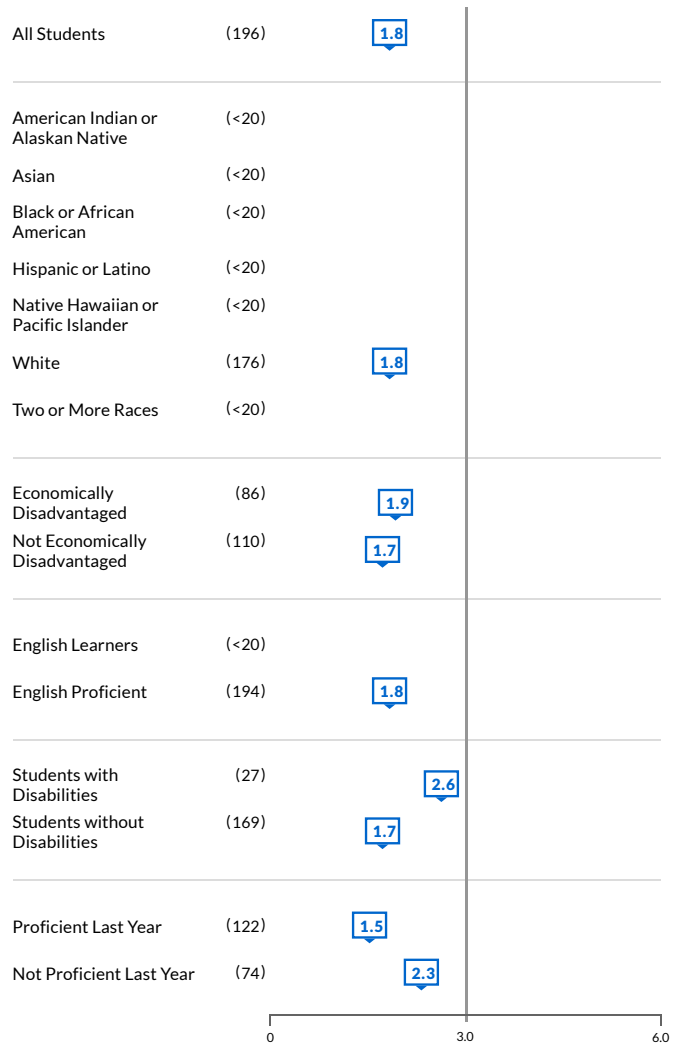 All Students (196) 1.8
American Indian or (<20)
Alaskan Native
Asian (<20)
Black or African (<20)
American
Hispanic or Latino (<20)
Native Hawaiian or (<20)
Pacific Islander
White (176) 1.8
Two or More Races (<20)
Economically (86) 1.9
Disadvantaged
Not Economically (110) 1.7
Disadvantaged
English Learners (<20)
English Proficient (194) 1.8
Students with (27) 2.6
Disabilities
Students without (169) 1.7
Disabilities
Proficient Last Year (122) 1.5
Not Proficient Last Year (74) 2.3
0 3.0 6.0